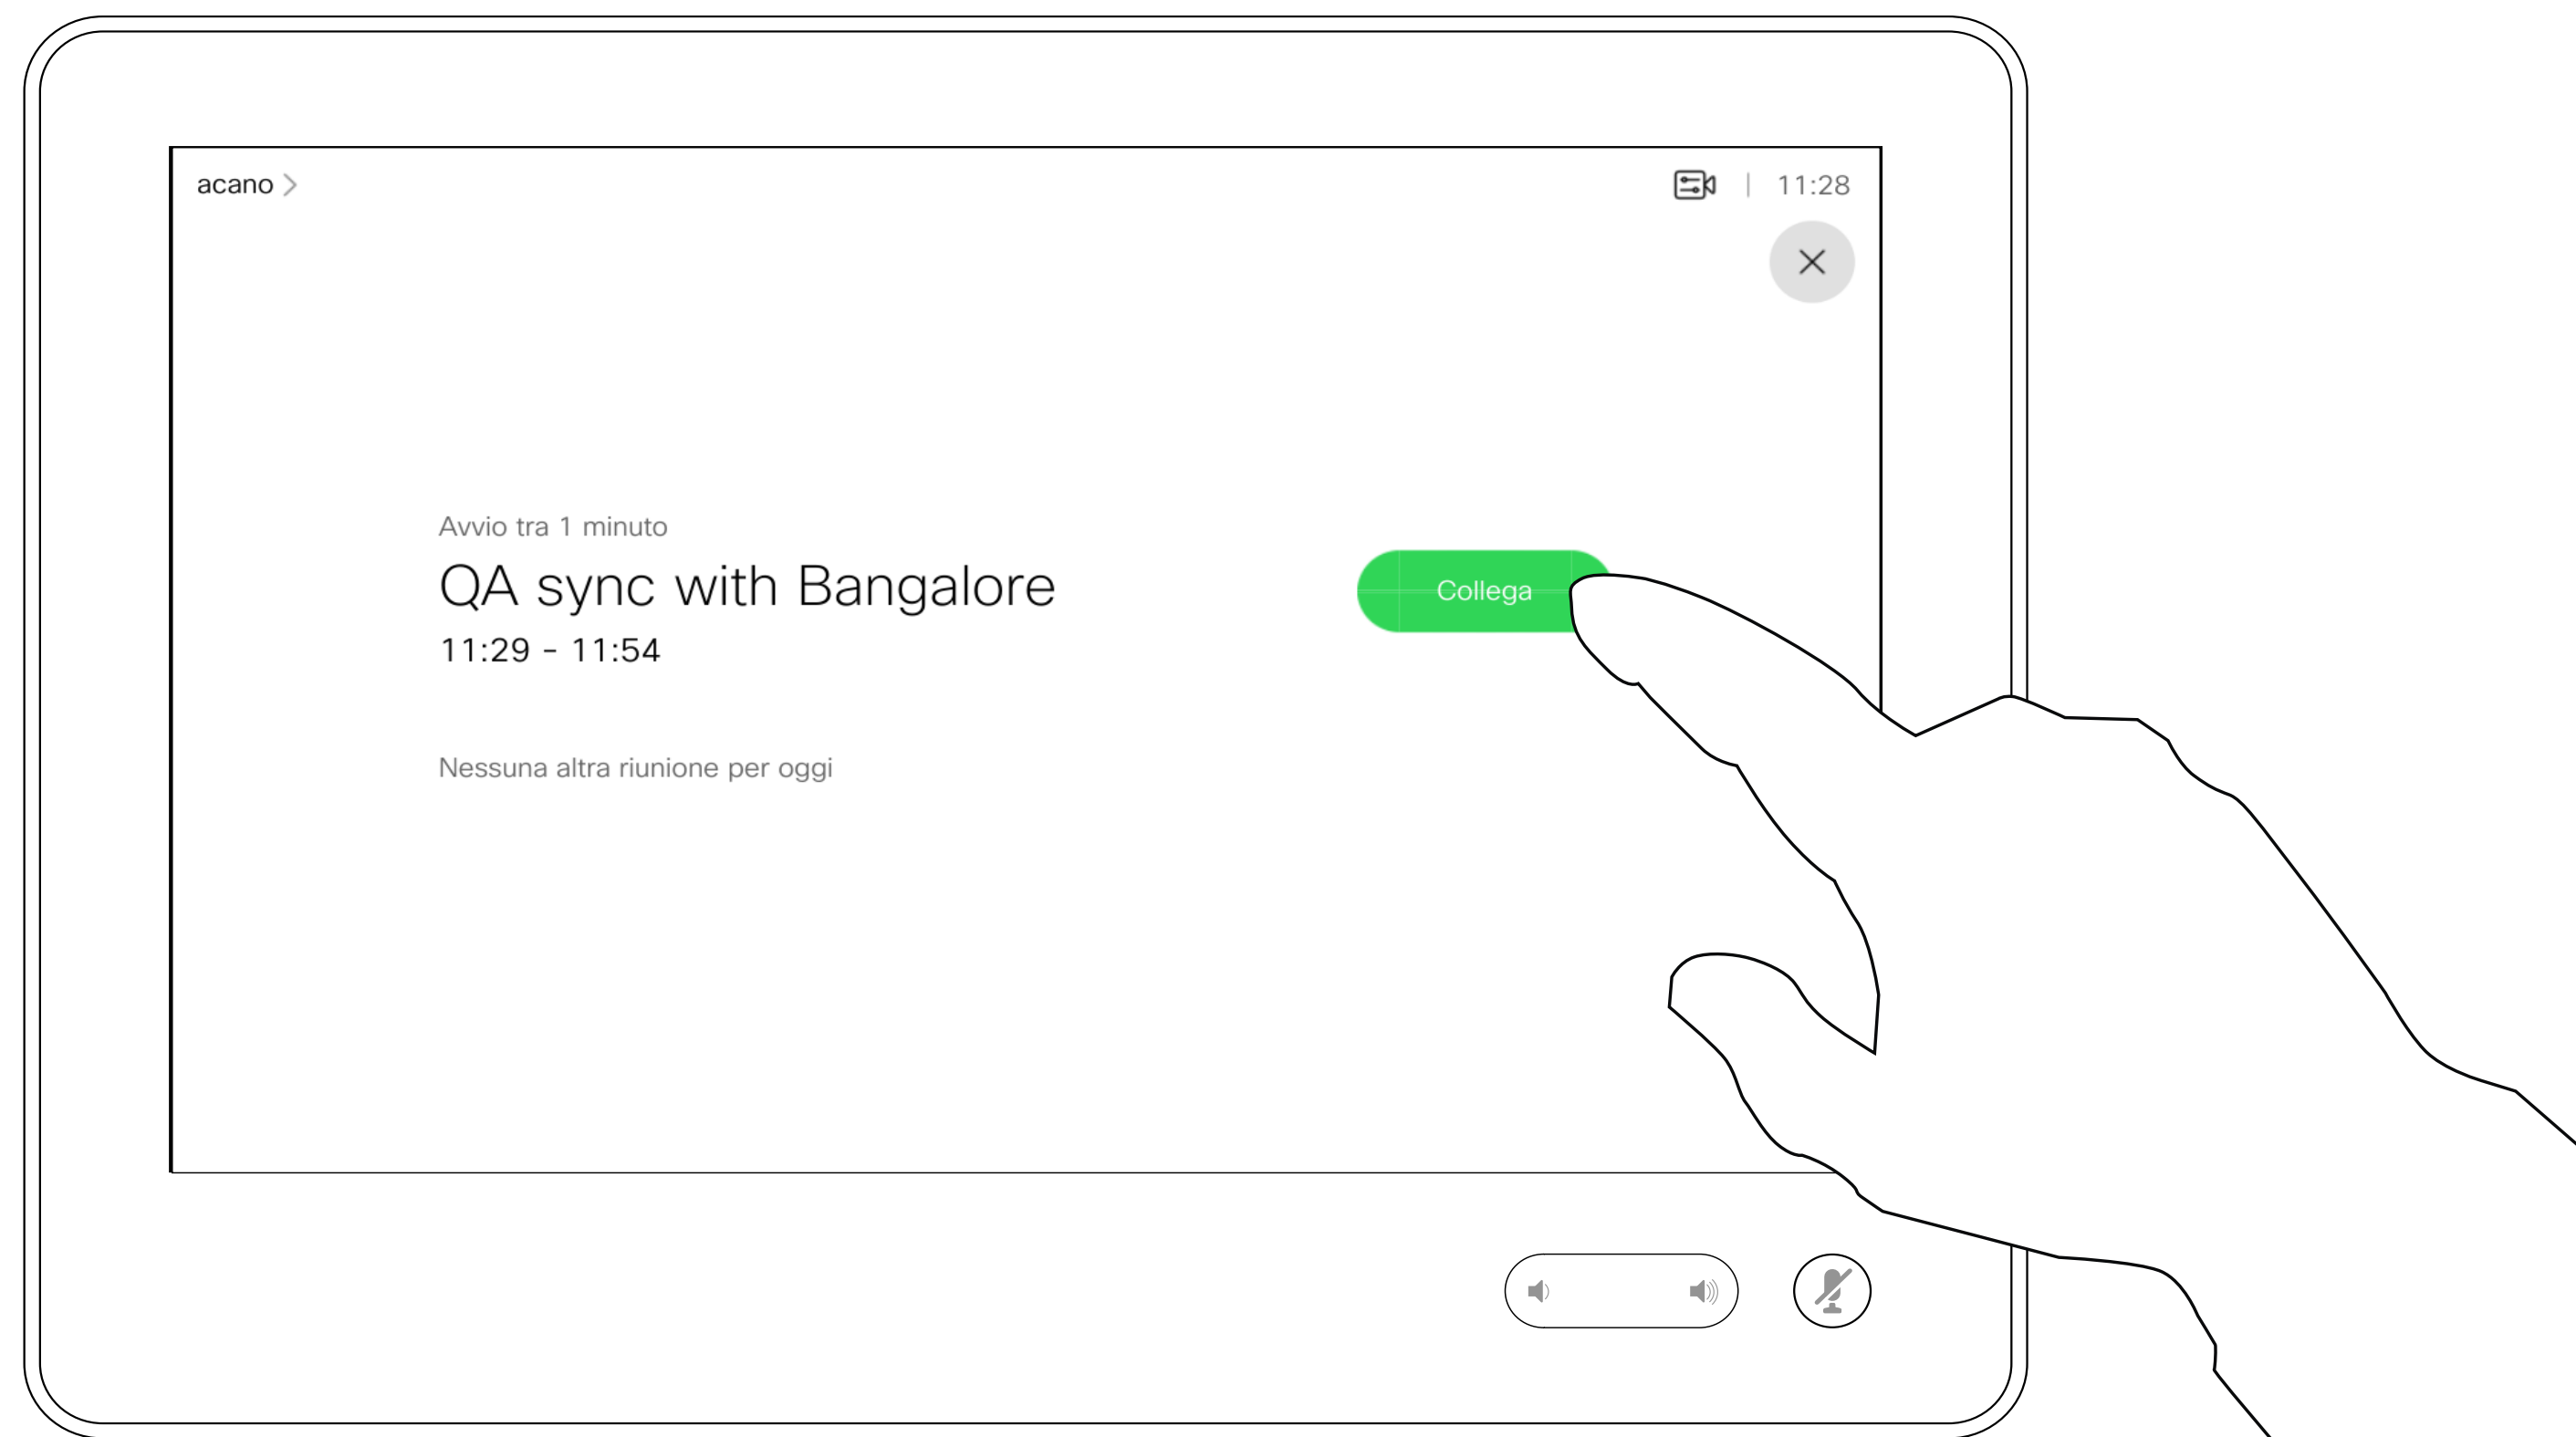 acano
11:28
Avvio tra 1 minuto
QA sync with Bangalore
Collega
11:29 - 11:54
Nessuna altra riunione per oggi